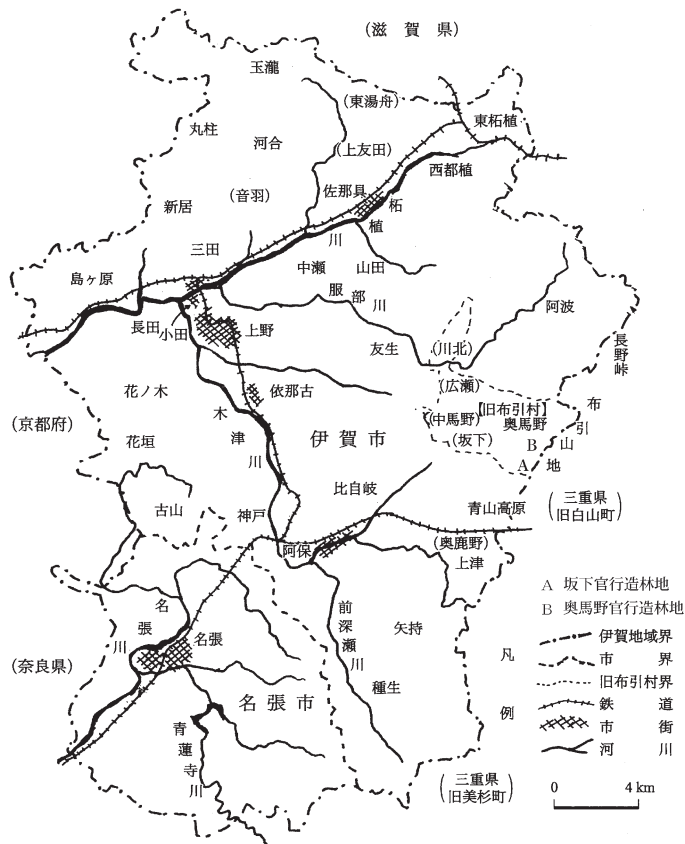 （滋賀県）
玉瀧
（東湯舟）
東柘植
丸柱
河合
（上友田）
西都植
新居
（音羽）
佐那具
柘植川
三田
中瀬
山田
島ヶ原
服部川
阿波
長田
小田
上野
友生
（川北）
長野峠
花ノ木
依那古
（広瀬）
布引山地
（京都府）
木津川
（中馬野）
【旧布引村】
奥馬野
花垣
伊賀市
（坂下）
B
A
古山
神戸
比自岐
青山高原
（三重県
旧白山町）
阿保
（奥鹿野）
上津
名張川
名張
前深瀬川
矢持
（奈良県）
名張市
種生
青蓮寺川
（三重県
旧美杉町）
A 坂下官行造林地
B 奥馬野官行造林地
伊賀地域界
市界
旧布引村界
鉄道
市街
河川
凡例
0 4 km